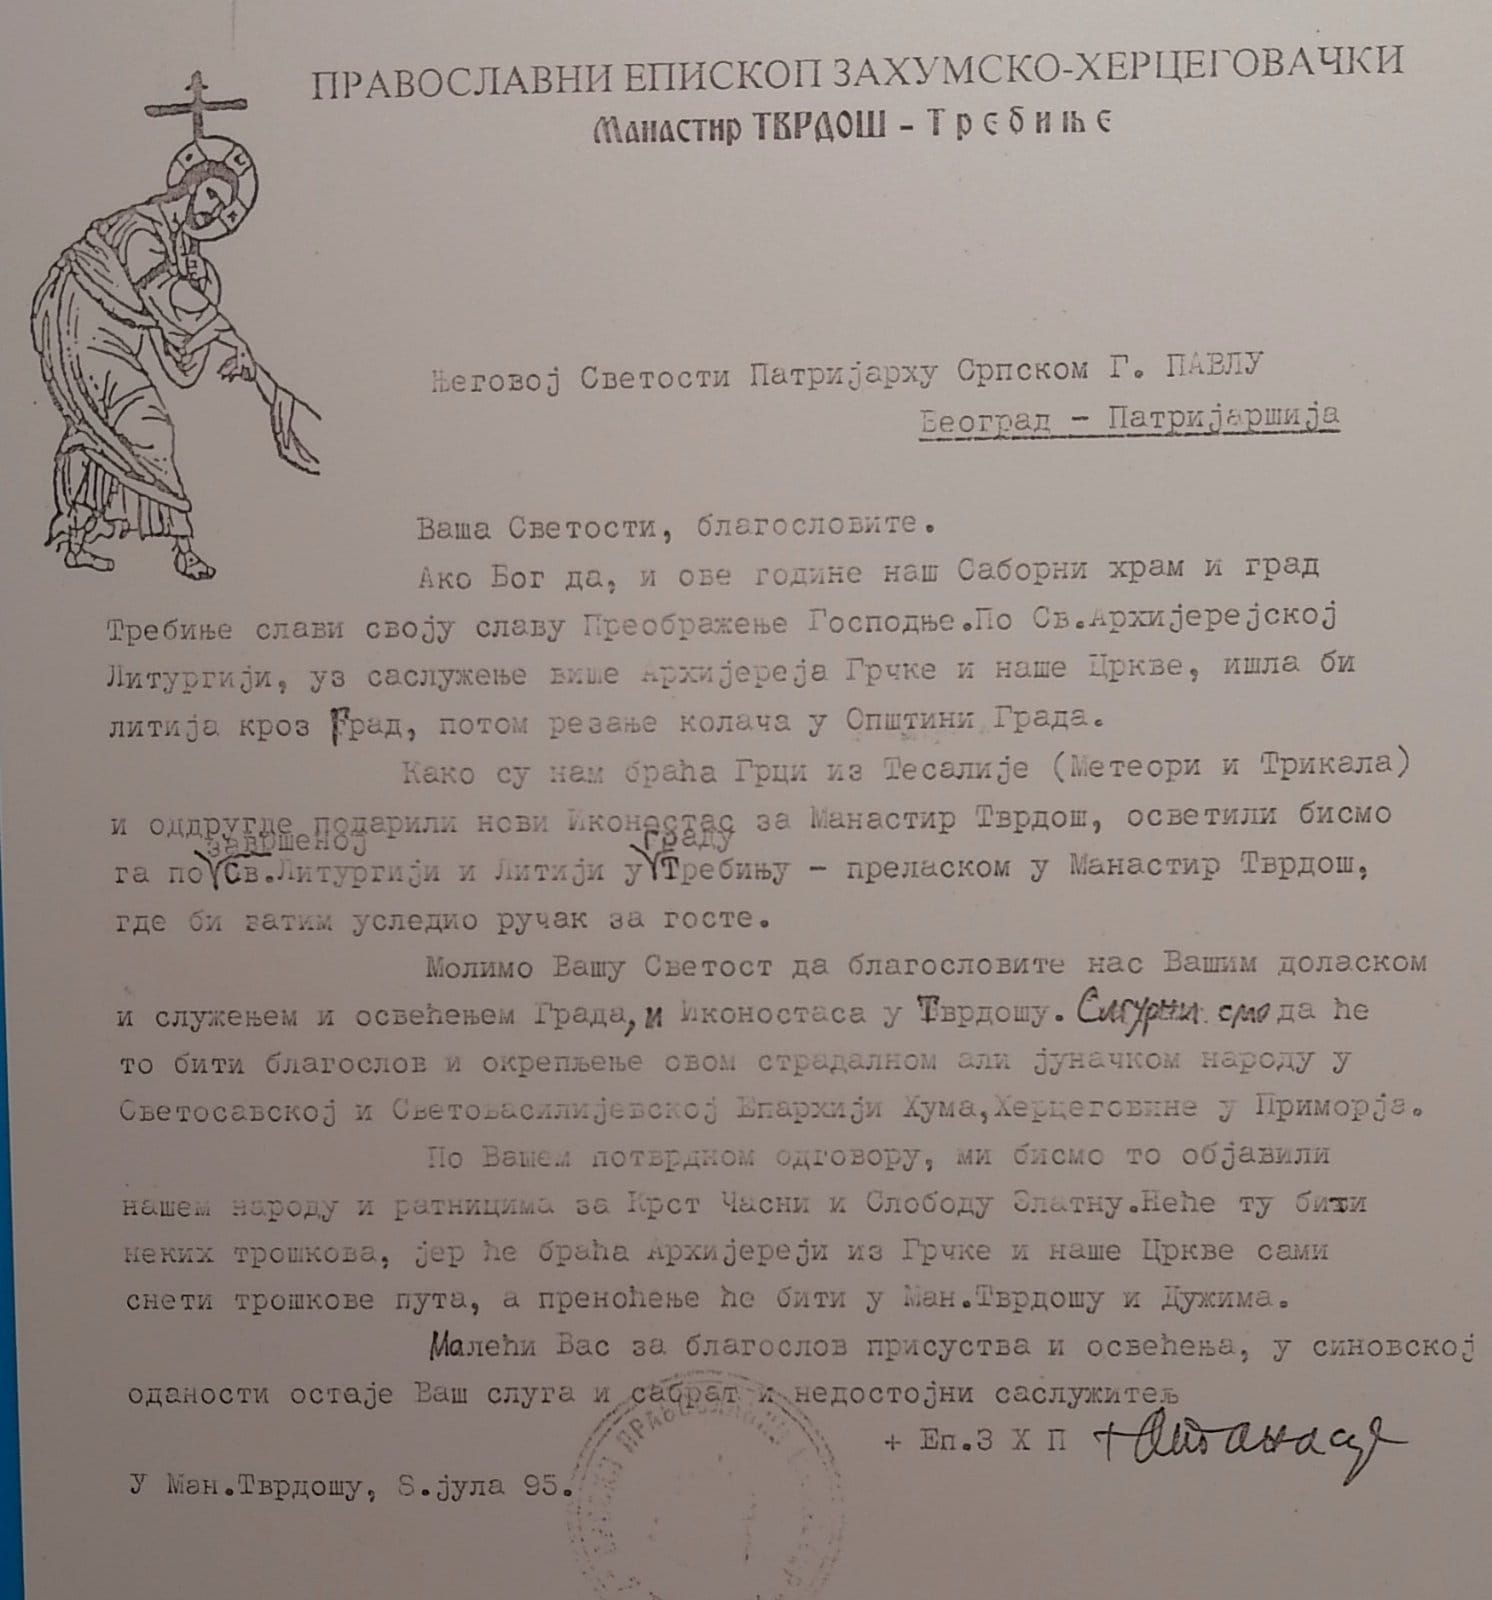 ПРАВОСЛАВНИ ЕПИСКОП ЗАХУМСКО-ХЕРЦЕГОВАЧКИ
Манастир ТВРДОШ - Требиње
Његовој Светости Патријарху Српском Г. ПАВЛУ
Београд - Патријаршија
Ваша Светости, благословите.
Ако Бог да, и ове године наш Саборни храм и град
Требиње слави своју славу Преображење Господње.По Св.Архијерејској
Литургији, уз саслужење више Архијереја Грчке и наше Цркве, ишла би
литија кроз Град, потом резање колача у Општини Града.
Како су нам браћа Грци из Тесалије (Метеори и Трикала)
и оддругде подарили нови Иконостас за Манастир Тврдош, осветили бисмо
завршеној граду
га по Св.Литургији и Литији у Требињу - преласком у Манастир Тврдош,
где би затим уследио ручак за госте.
Молимо Вашу Светост да благословите нас Вашим доласком
и служењем и освећењем Града, и Иконостаса у Тврдошу. Сигурни смо да ће
то бити благослов и окрепљење овом страдалном али јуначком народу у
Светосавској и Световасилијевској Епархији Хума,Херцеговине у Приморја.
По Вашем потврдном одговору, ми бисмо то објавили
нашем народу и ратницима за Крст Часни и Слободу Златну.Неће ту бити
неких трошкова, јер ће браћа Архијереји из Грчке и наше Цркве сами
снети трошкове пута, а преноћење ће бити у Ман.Тврдошу и Дужима.
Малећи Вас за благослов присуства и освећења, у синовској
оданости остаје Ваш слуга и сабрат и недостојни саслужитељ
+ Еп.З Х П +Атанасије
У Ман.Тврдошу, 8.јула 95.